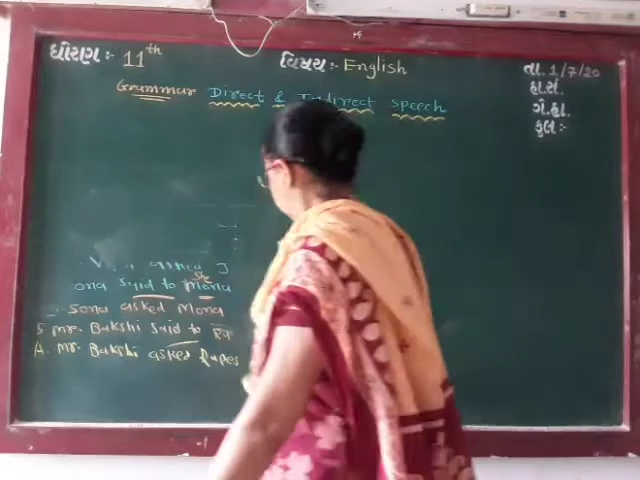 ધોરણ :- 11th
વિષય :- English
તા. 1/7/20
હા.સં.
ગે.હા.
કુલ :-
Grammar Direct & Indirect speech
asked
ona said to Mona
Sona asked Mona
5 Mr. Bakshi said to
A. Mr. Bakshi asked Rupes